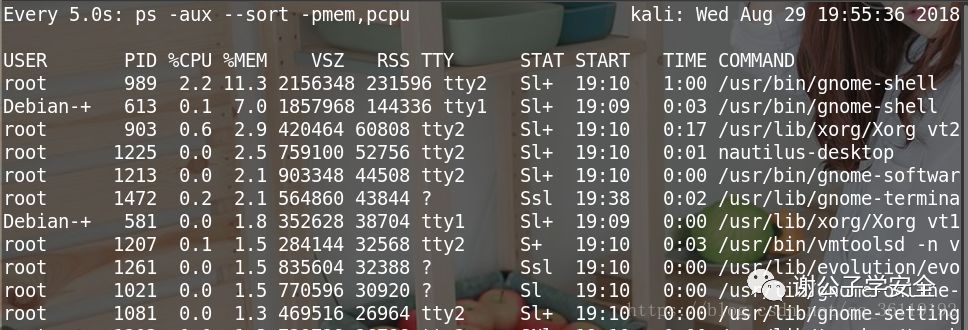 Every 5.0s: ps -aux --sort -pmem,pcpu kali: Wed Aug 29 19:55:36 2018
USER PID %CPU %MEM VSZ RSS TTY STAT START TIME COMMAND
root 989 2.2 11.3 2156348 231596 tty2 Sl+ 19:10 1:00 /usr/bin/gnome-shell
Debian-+ 613 0.1 7.0 1857968 144336 tty1 Sl+ 19:09 0:03 /usr/bin/gnome-shell
root 903 0.6 2.9 420464 60808 tty2 Sl+ 19:10 0:17 /usr/lib/xorg/Xorg vt2
root 1225 0.0 2.5 759100 52756 tty2 Sl+ 19:10 0:01 nautilus-desktop
root 1213 0.0 2.1 903348 44508 tty2 Sl+ 19:10 0:00 /usr/bin/gnome-softwar
root 1472 0.2 2.1 564860 43844 ? Ssl 19:38 0:02 /usr/lib/gnome-termina
Debian-+ 581 0.0 1.8 352628 38704 tty1 Sl+ 19:09 0:00 /usr/lib/xorg/Xorg vt1
root 1207 0.1 1.5 284144 32568 tty2 S+ 19:10 0:03 /usr/bin/vmtoolsd -n v
root 1261 0.0 1.5 835604 32388 ? Ssl 19:10 0:00 /usr/lib/evolution/evo
root 1021 0.0 1.5 770596 30920 ? Sl 19:10 0:00
root 1081 0.0 1.3 469516 26964 tty2 Sl+ 19:10 0:00 /usr/lib/gnome-setting
谢公子学安全